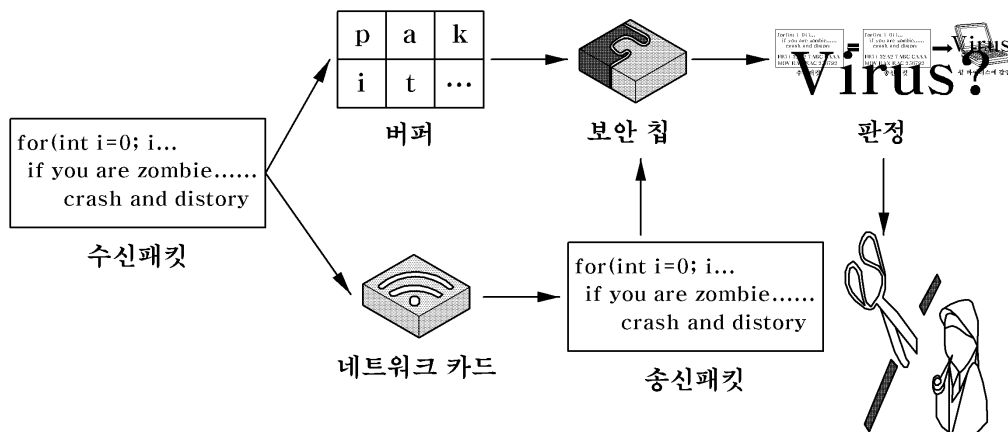 p a k
i t ...
버퍼
보안 칩
Virus?
Virus
판정
for(int i=0; i...
if you are zombie......
crash and distory
수신패킷
네트워크 카드
for(int i=0; i...
if you are zombie......
crash and distory
송신패킷